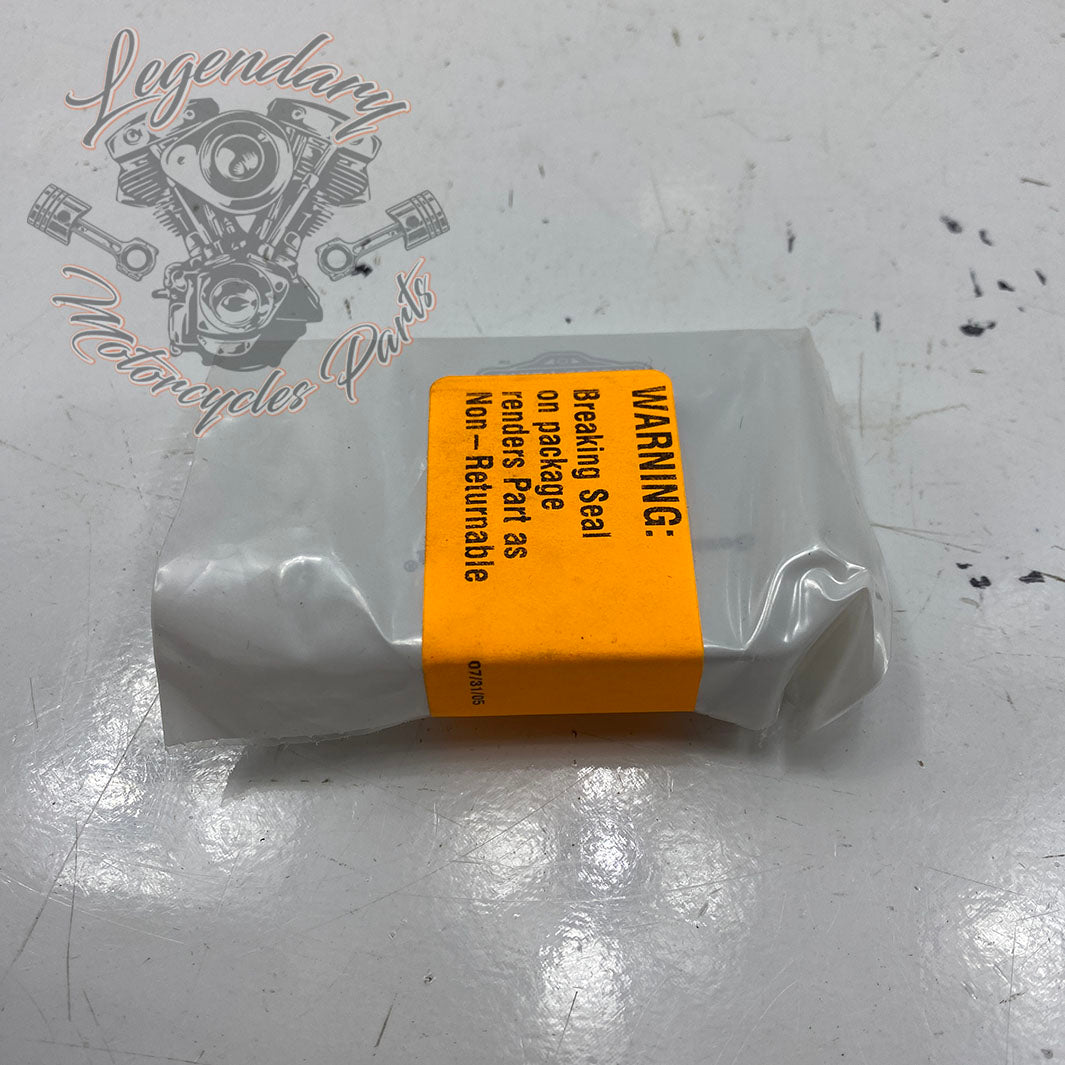 Legendary
Motorcycles Parts
WARNING:
Breaking Seal
on package
renders Part as
Non-Returnable
07/31/05